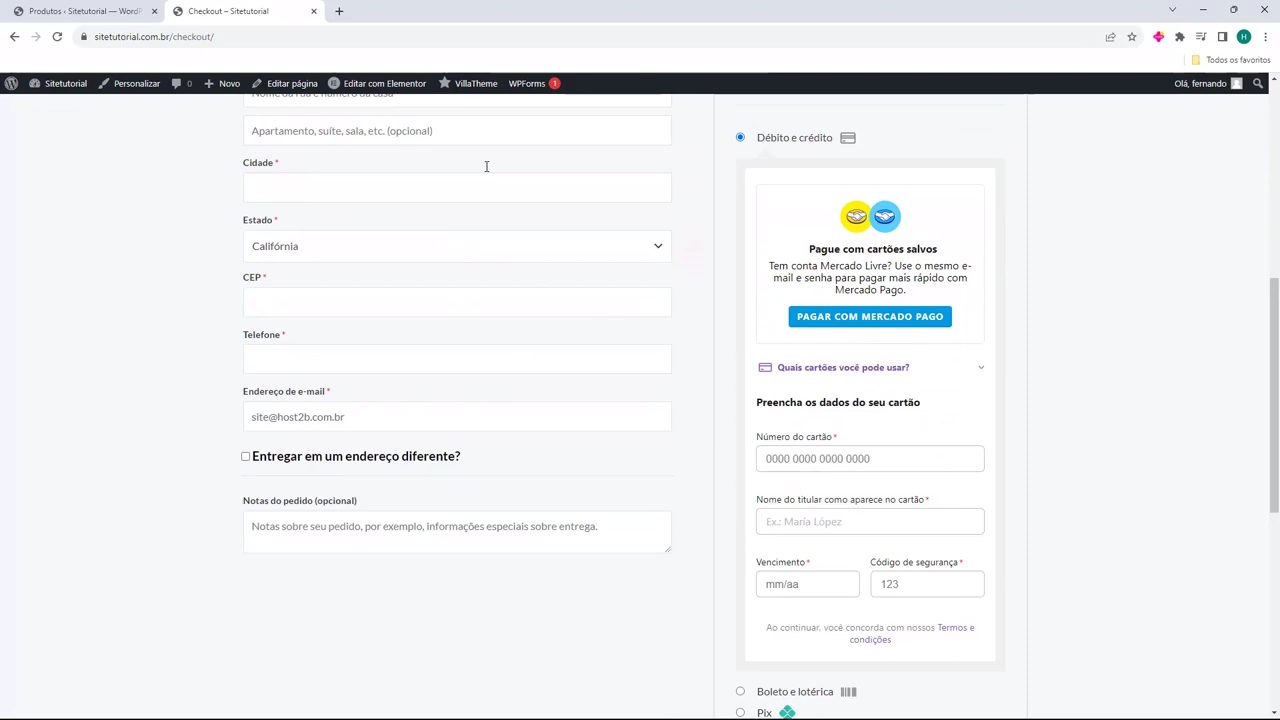 Produtos ‹ Sitetutorial — WordP
Checkout – Sitetutorial
sitetutorial.com.br/checkout/
H
Todos os favoritos
Sitetutorial
Personalizar
0
Novo
Editar página
Editar com Elementor
VillaTheme
WPForms 1
Olá, fernando
Nome da rua e número da casa
Apartamento, suíte, sala, etc. (opcional)
Cidade *
Estado *
Califórnia
CEP *
Telefone *
Endereço de e-mail *
site@host2b.com.br
Entregar em um endereço diferente?
Notas do pedido (opcional)
Notas sobre seu pedido, por exemplo, informações especiais sobre entrega.
Débito e crédito
Pague com cartões salvos
Tem conta Mercado Livre? Use o mesmo e-
mail e senha para pagar mais rápido com
Mercado Pago.
PAGAR COM MERCADO PAGO
Quais cartões você pode usar?
Preencha os dados do seu cartão
Número do cartão*
0000 0000 0000 0000
Nome do titular como aparece no cartão*
Ex.: María López
Vencimento*
Código de segurança*
mm/aa
123
Ao continuar, você concorda com nossos Termos e
condições
Boleto e lotérica
Pix